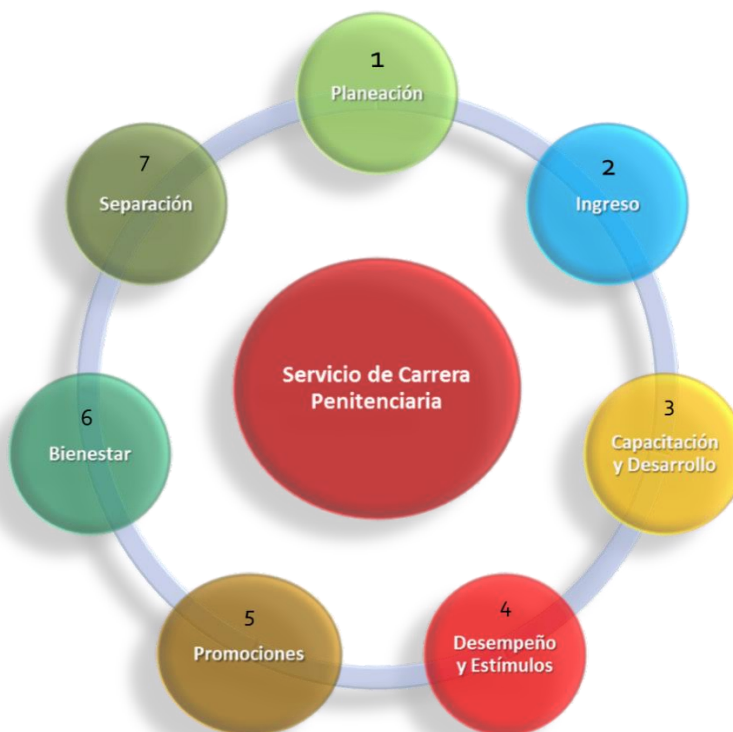 1
Planeación
2
Ingreso
3
Capacitación
y Desarrollo
4
Desempeño
y Estímulos
5
Promociones
6
Bienestar
7
Separación
Servicio de Carrera
Penitenciaria